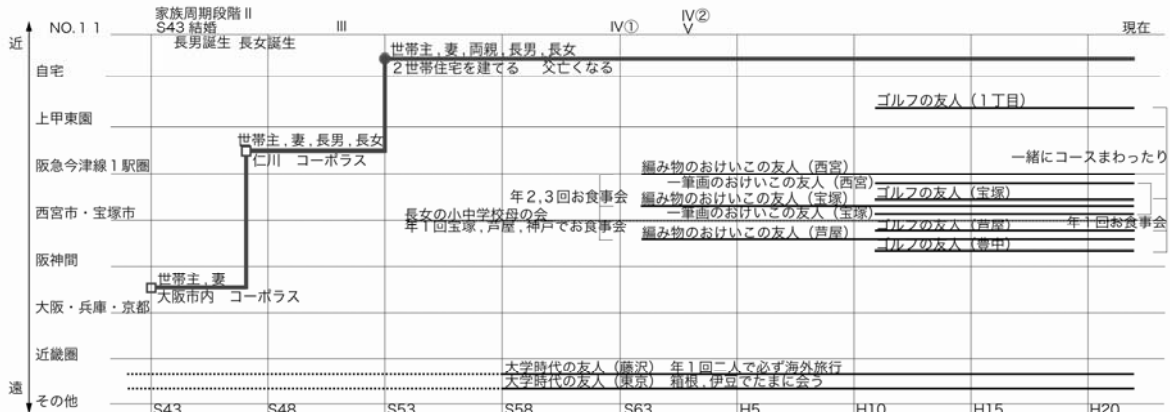 家族周期段階Ⅱ Ⅳ②
NO.11 S43 結婚 Ⅲ Ⅳ① Ⅴ 現在
近 長男誕生 長女誕生
世帯主,妻,両親,長男,長女
自宅 2世帯住宅を建てる 父亡くなる
ゴルフの友人(1丁目)
上甲東園
世帯主,妻,長男,長女
仁川 コーポラス 一緒にコースまわったり
阪急今津線1駅圏 編み物のおけいこの友人(西宮)
一筆画のおけいこの友人(西宮)
年2,3回お食事会 編み物のおけいこの友人(宝塚) ゴルフの友人(宝塚)
西宮市・宝塚市 長女の小中学校母の会 一筆画のおけいこの友人(宝塚)
年1回宝塚,芦屋,神戸でお食事会 編み物のおけいこの友人(芦屋) ゴルフの友人(芦屋) 年1回お食事会
ゴルフの友人(豊中)
阪神間
世帯主,妻
大阪市内 コーポラス
大阪・兵庫・京都
近畿圏
大学時代の友人(藤沢) 年1回二人で必ず海外旅行
遠 大学時代の友人(東京) 箱根,伊豆でたまに会う
その他 S43 S48 S53 S58 S63 H5 H10 H15 H20